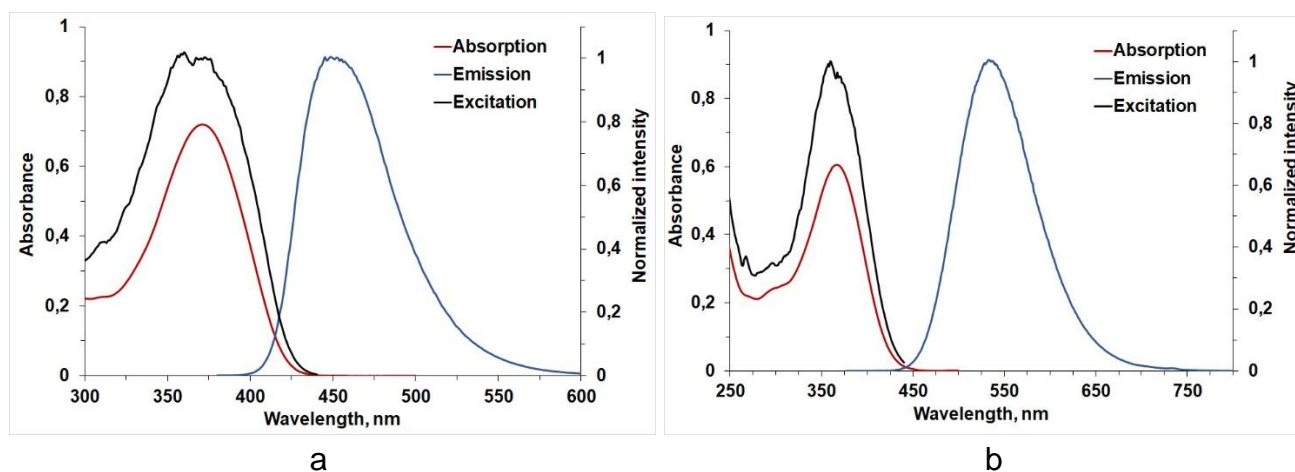 1
0,8
0,6
0,4
0,2
0
Absorbance
Absorption
Emission
Excitation
1
0,8
0,6
0,4
0,2
0
Normalized intensity
300 350 400 450 500 550 600
Wavelength, nm
a
1
0,8
0,6
0,4
0,2
0
Absorbance
Absorption
Emission
Excitation
1
0,8
0,6
0,4
0,2
0
Normalized intensity
250 350 450 550 650 750
Wavelength, nm
b